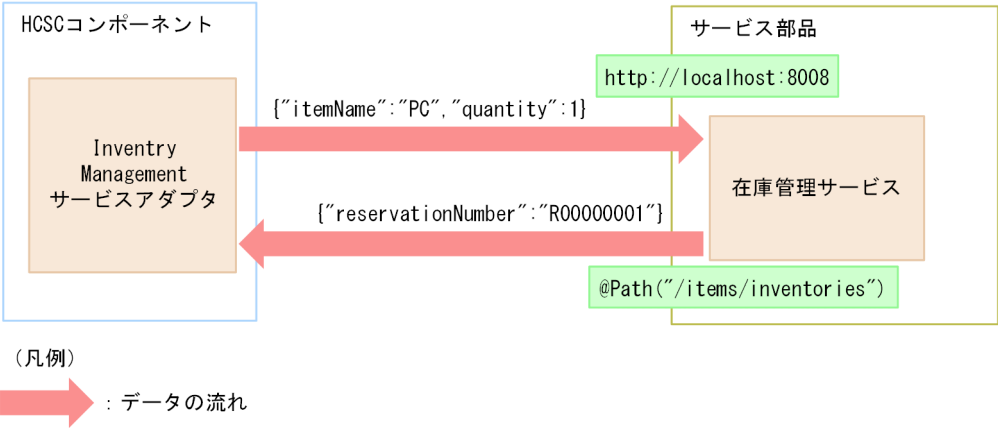 HCSCコンポーネント
サービス部品
http://localhost:8008
{"itemName":"PC","quantity":1}
Inventry
Management
サービスアダプタ
在庫管理サービス
{"reservationNumber":"R00000001"}
@Path("/items/inventories")
（凡例）
：データの流れ